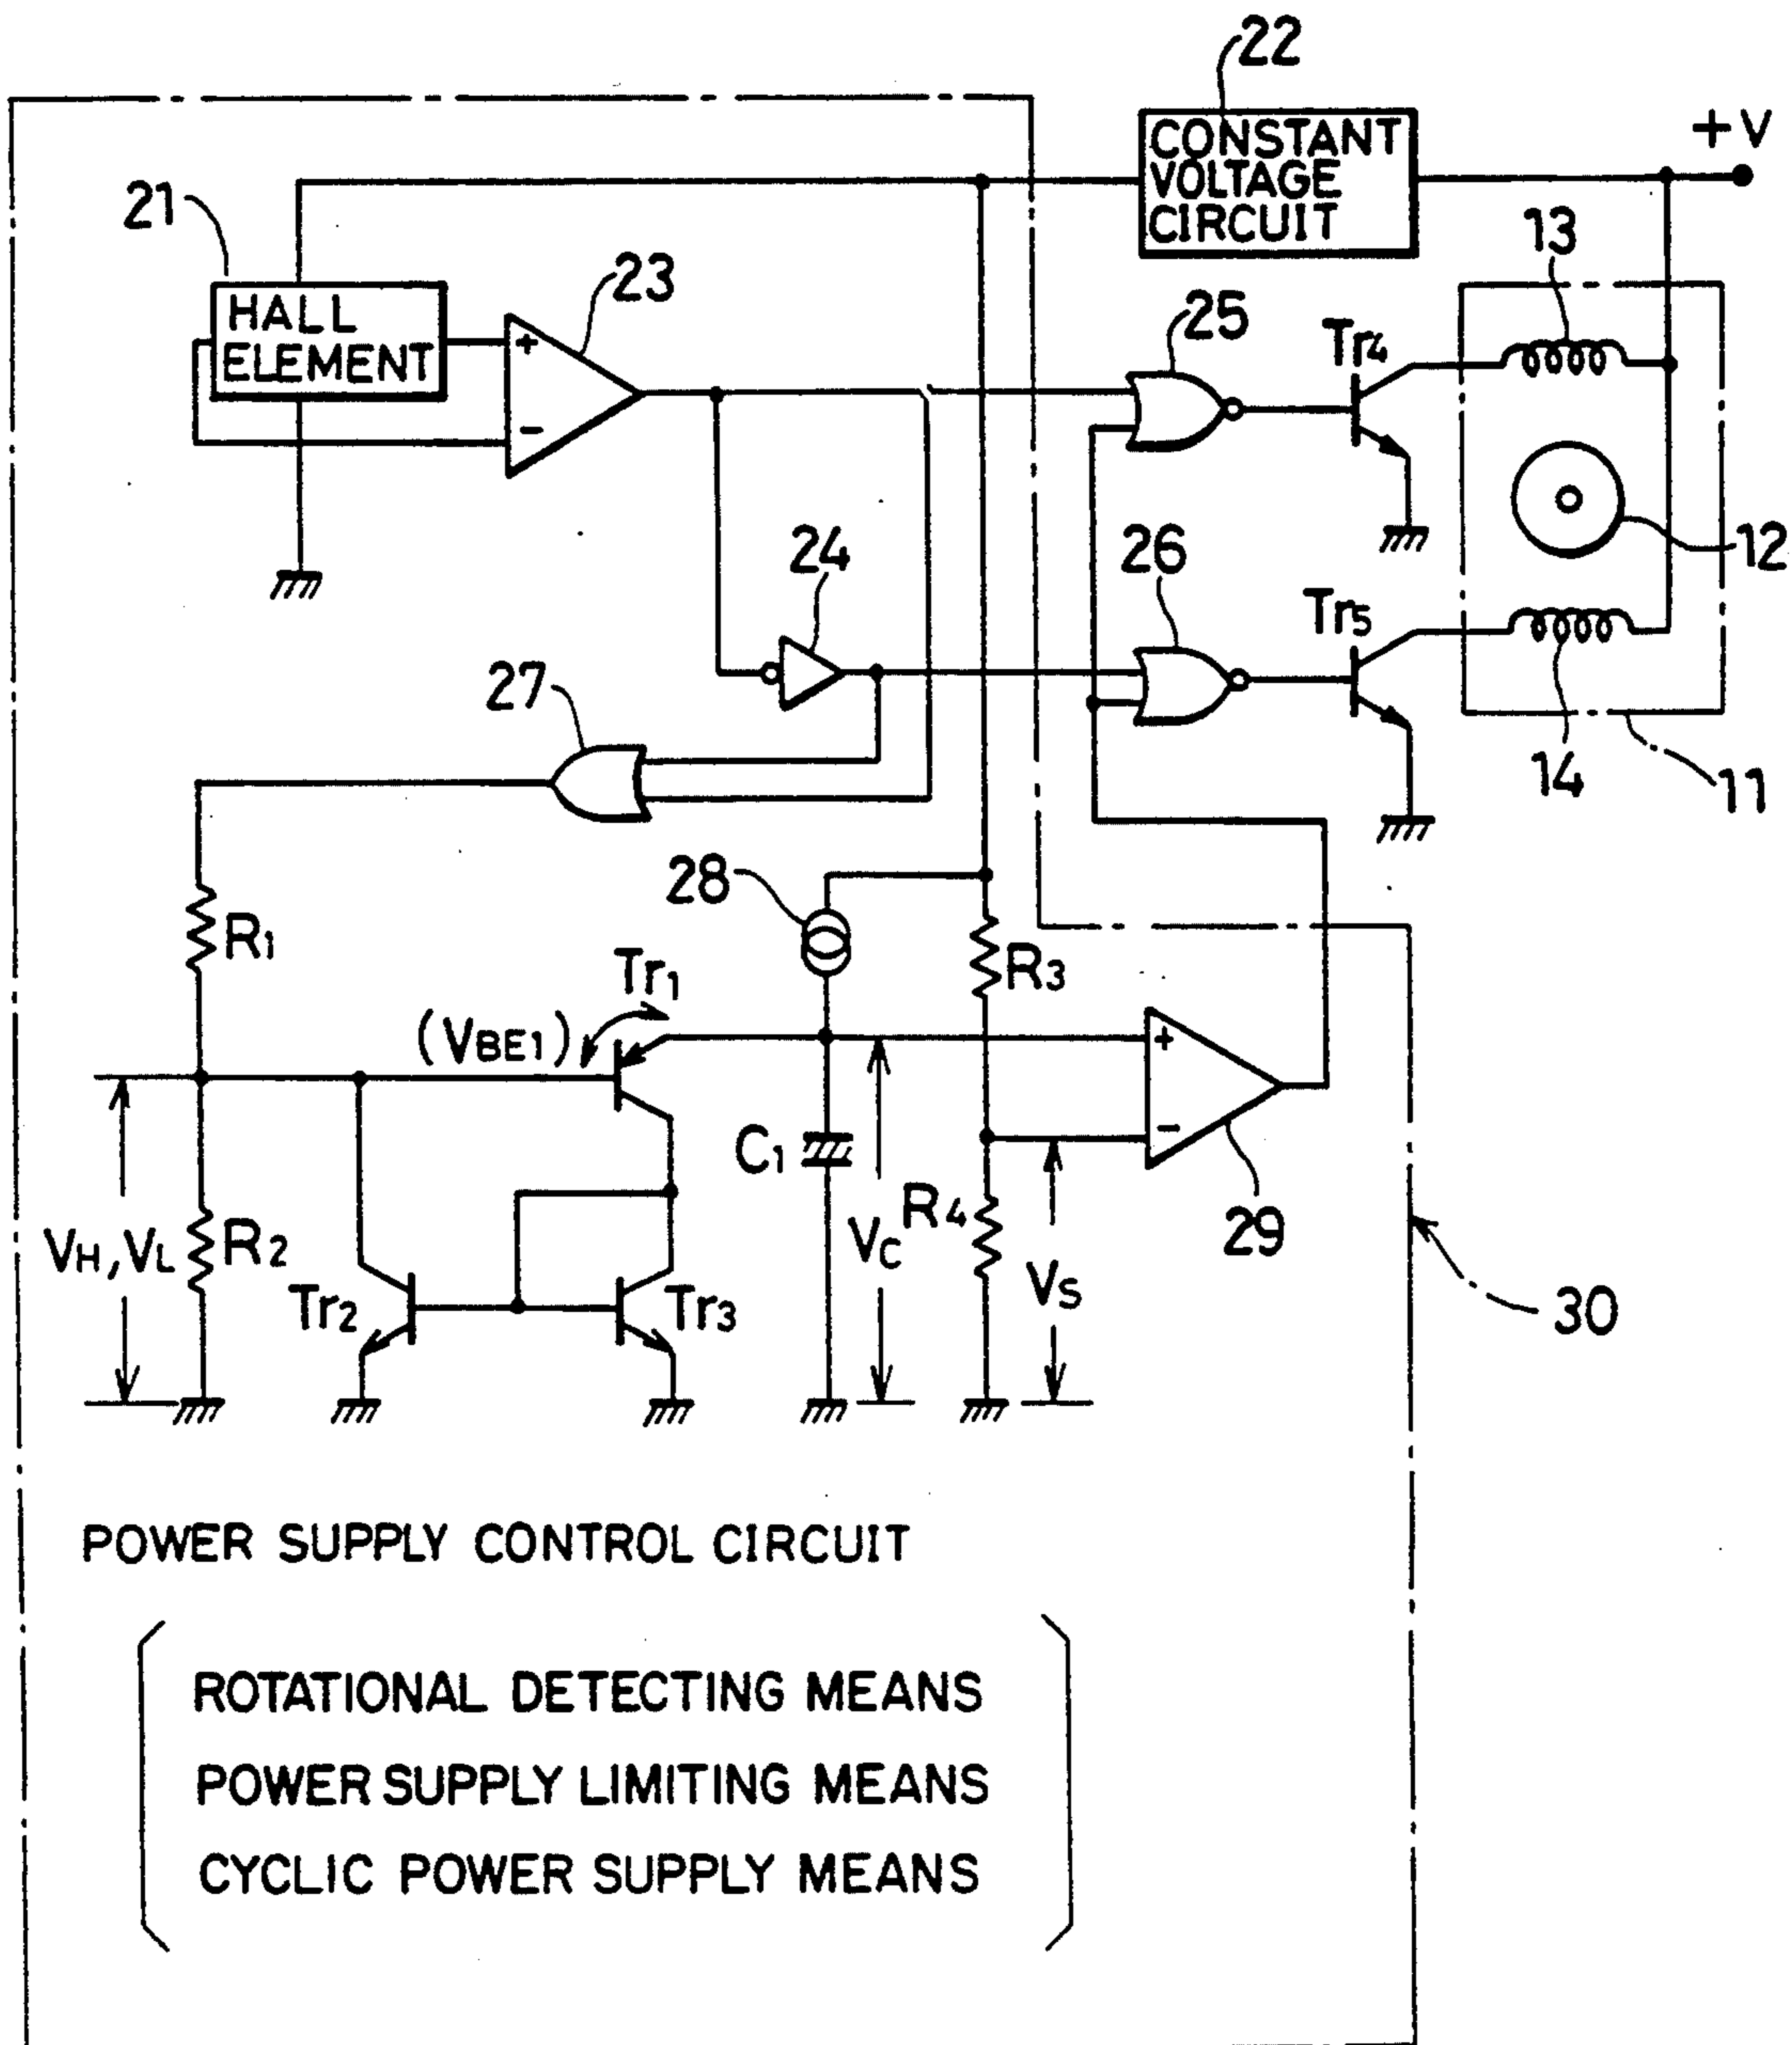 22
CONSTANT
VOLTAGE
CIRCUIT
+V
21
HALL
ELEMENT
23
+
-
25
Tr4
13
12
24
26
Tr5
14
11
27
28
R1
Tr1
(VBE1)
R3
+
-
29
C1
VC
R4
VS
VH,VL
R2
Tr2
Tr3
30
POWER SUPPLY CONTROL CIRCUIT
ROTATIONAL DETECTING MEANS
POWER SUPPLY LIMITING MEANS
CYCLIC POWER SUPPLY MEANS